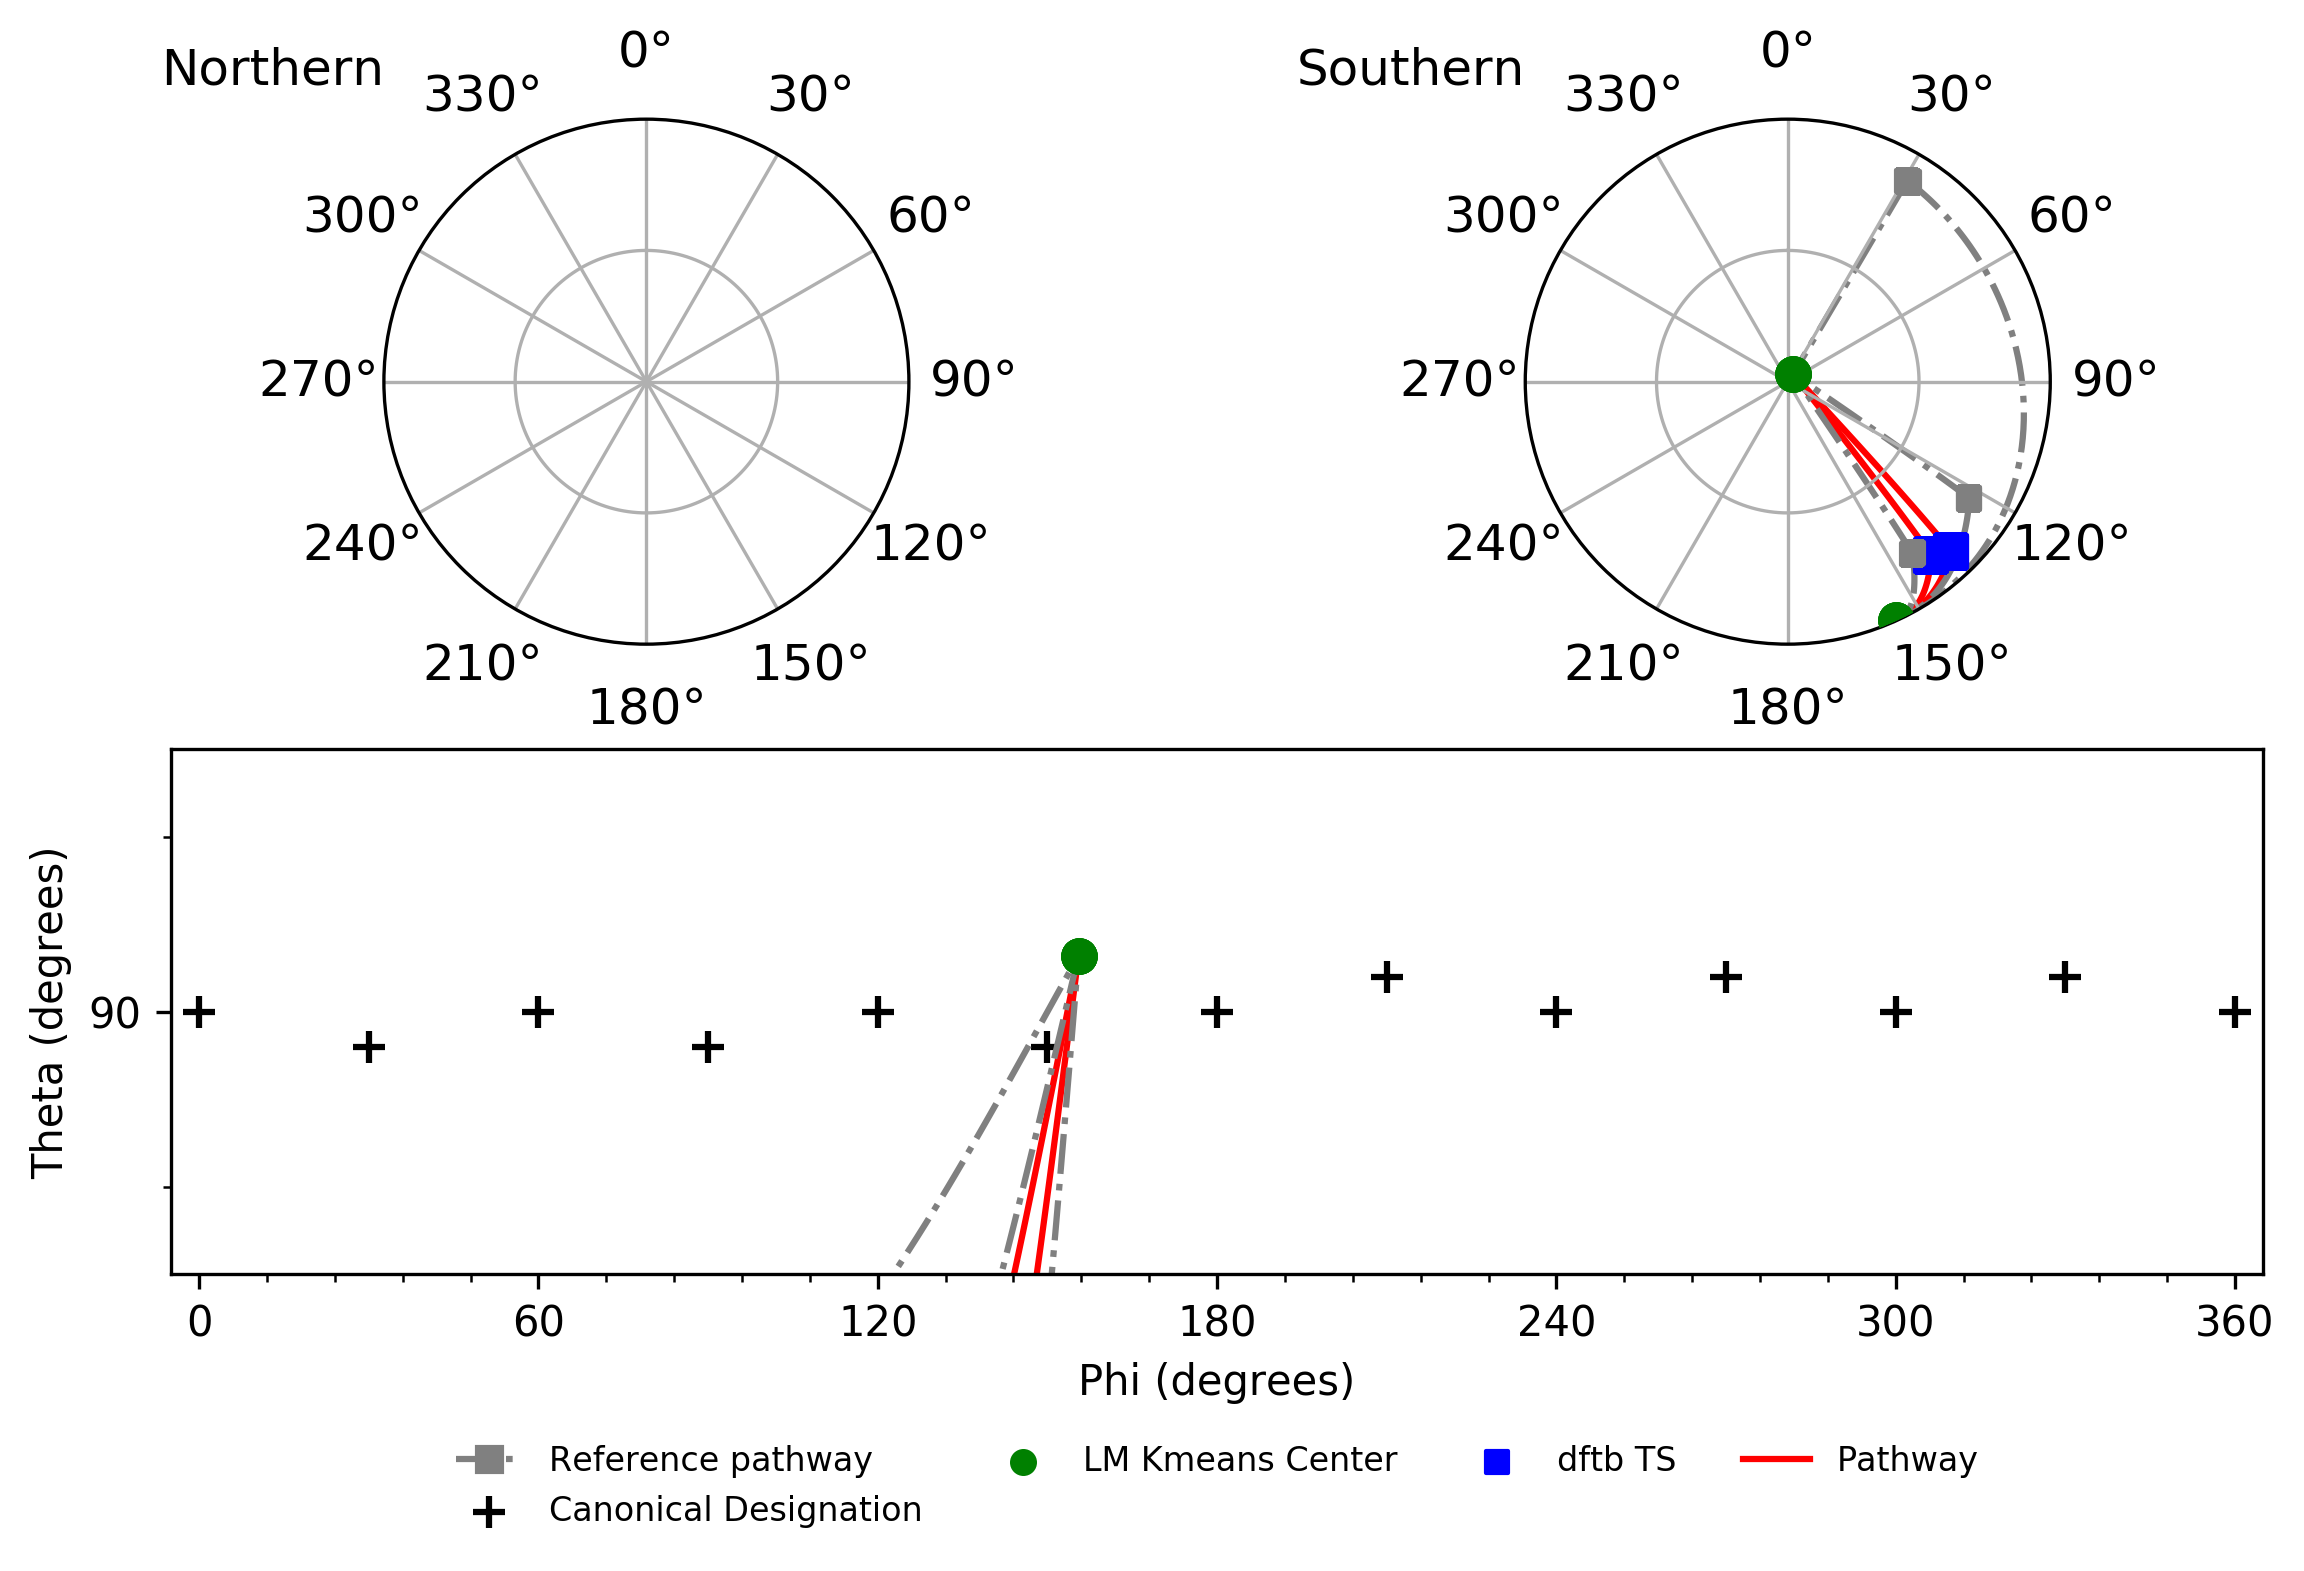 Northern
0°
330°
30°
300°
60°
270°
90°
240°
120°
210°
150°
180°
Southern
0°
330°
30°
300°
60°
270°
90°
240°
120°
210°
150°
180°
Theta (degrees)
90
0 60 120 180 240 300 360
Phi (degrees)
Reference pathway
Canonical Designation
LM Kmeans Center
dftb TS
Pathway